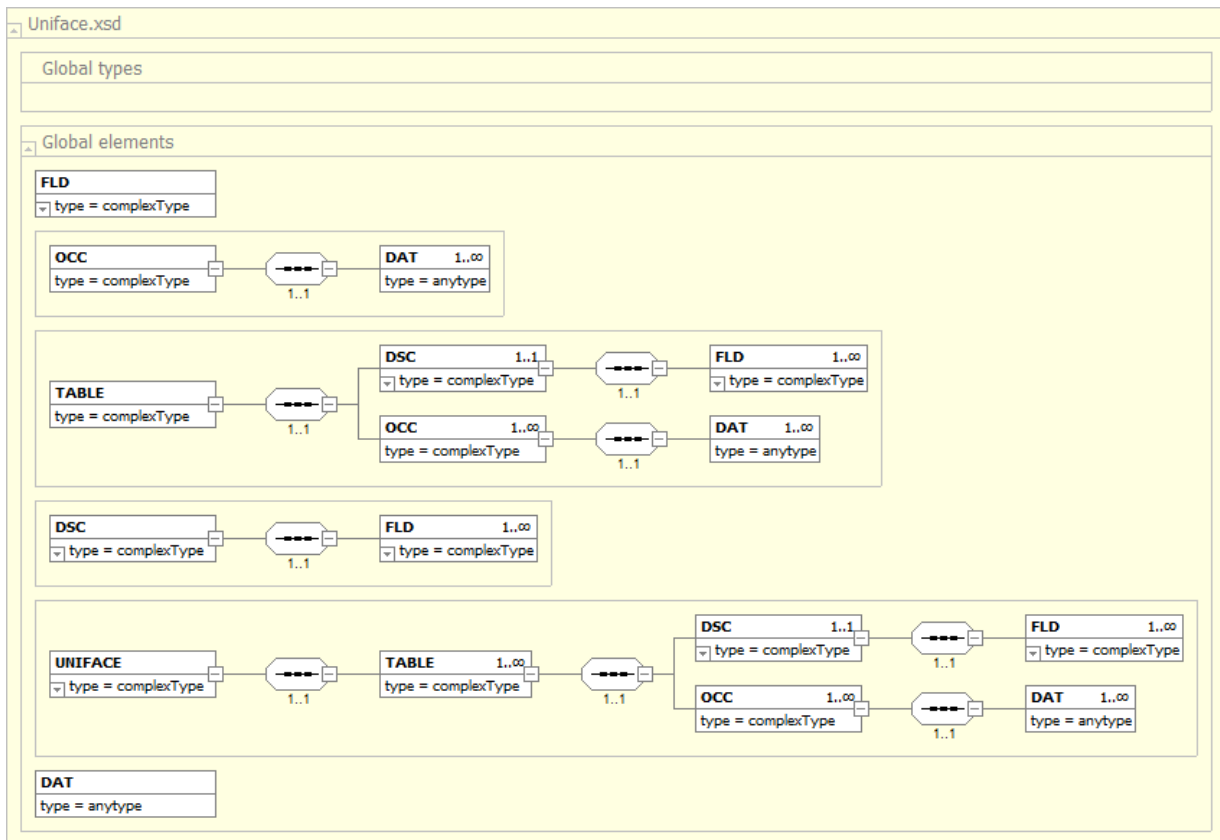 Uniface.xsd
Global types
Global elements
FLD
type = complexType
OCC
type = complexType
1..1
DAT 1..∞
type = anytype
TABLE
type = complexType
1..1
DSC 1..1
type = complexType
1..1
FLD 1..∞
type = complexType
OCC 1..∞
type = complexType
1..1
DAT 1..∞
type = anytype
DSC
type = complexType
1..1
FLD 1..∞
type = complexType
UNIFACE
type = complexType
1..1
TABLE 1..∞
type = complexType
1..1
DSC 1..1
type = complexType
1..1
FLD 1..∞
type = complexType
OCC 1..∞
type = complexType
1..1
DAT 1..∞
type = anytype
DAT
type = anytype